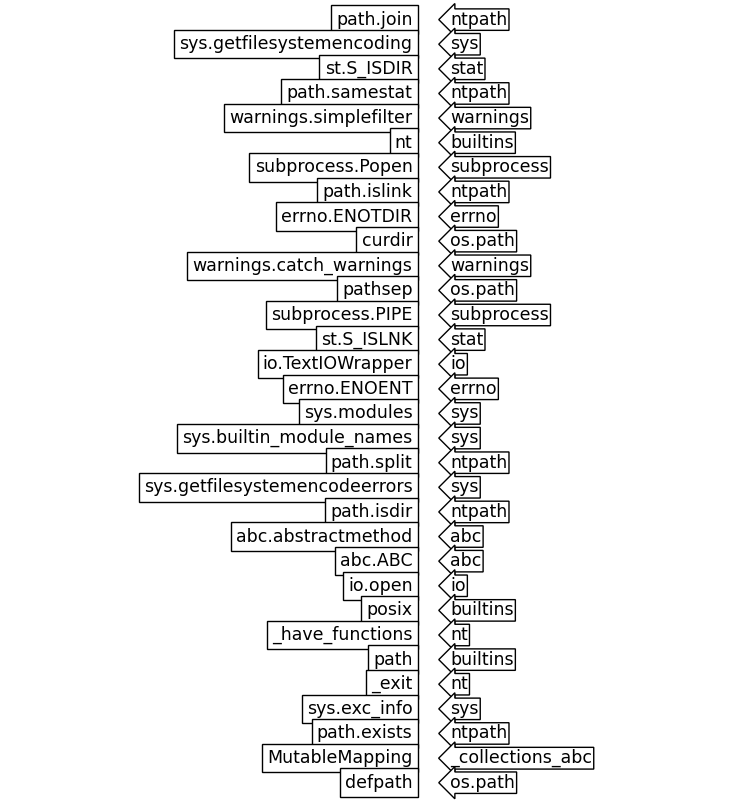 path.join ntpath
sys.getfilesystemencoding sys
st.S_ISDIR stat
path.samestat ntpath
warnings.simplefilter warnings
nt builtins
subprocess.Popen subprocess
path.islink ntpath
errno.ENOTDIR errno
curdir os.path
warnings.catch_warnings warnings
pathsep os.path
subprocess.PIPE subprocess
st.S_ISLNK stat
io.TextIOWrapper io
errno.ENOENT errno
sys.modules sys
sys.builtin_module_names sys
path.split ntpath
sys.getfilesystemencodeerrors sys
path.isdir ntpath
abc.abstractmethod abc
abc.ABC abc
io.open io
posix builtins
_have_functions nt
path builtins
_exit nt
sys.exc_info sys
path.exists ntpath
MutableMapping _collections_abc
defpath os.path